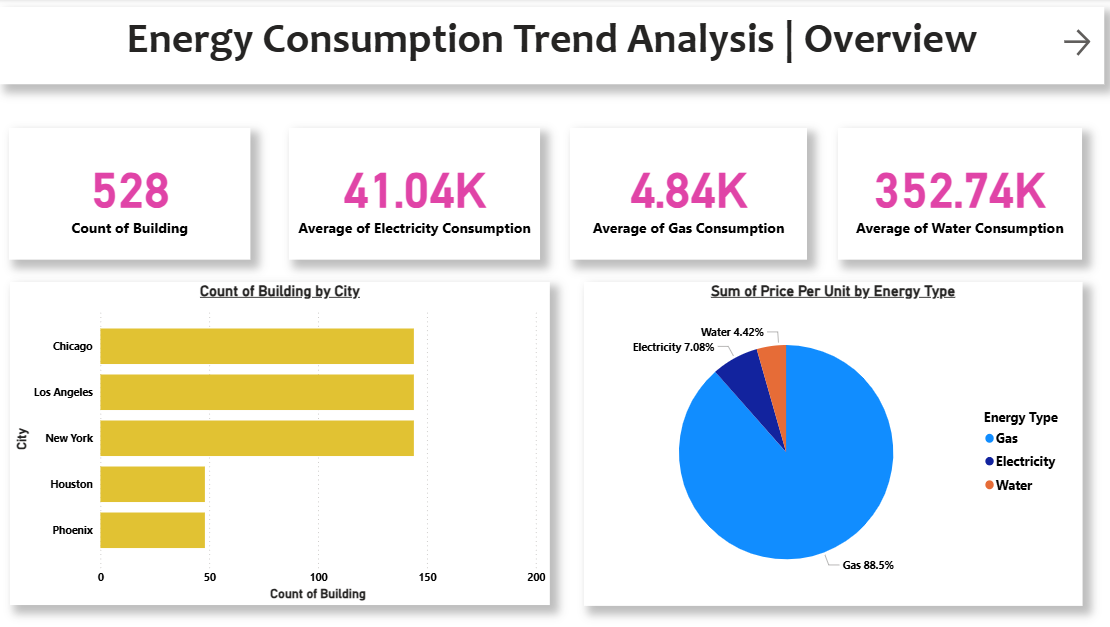 Energy Consumption Trend Analysis | Overview
528
Count of Building
41.04K
Average of Electricity Consumption
4.84K
Average of Gas Consumption
352.74K
Average of Water Consumption
Count of Building by City
City
Chicago
Los Angeles
New York
Houston
Phoenix
0 50 100 150 200
Count of Building
Sum of Price Per Unit by Energy Type
Water 4.42%
Electricity 7.08%
Gas 88.5%
Energy Type
Gas
Electricity
Water